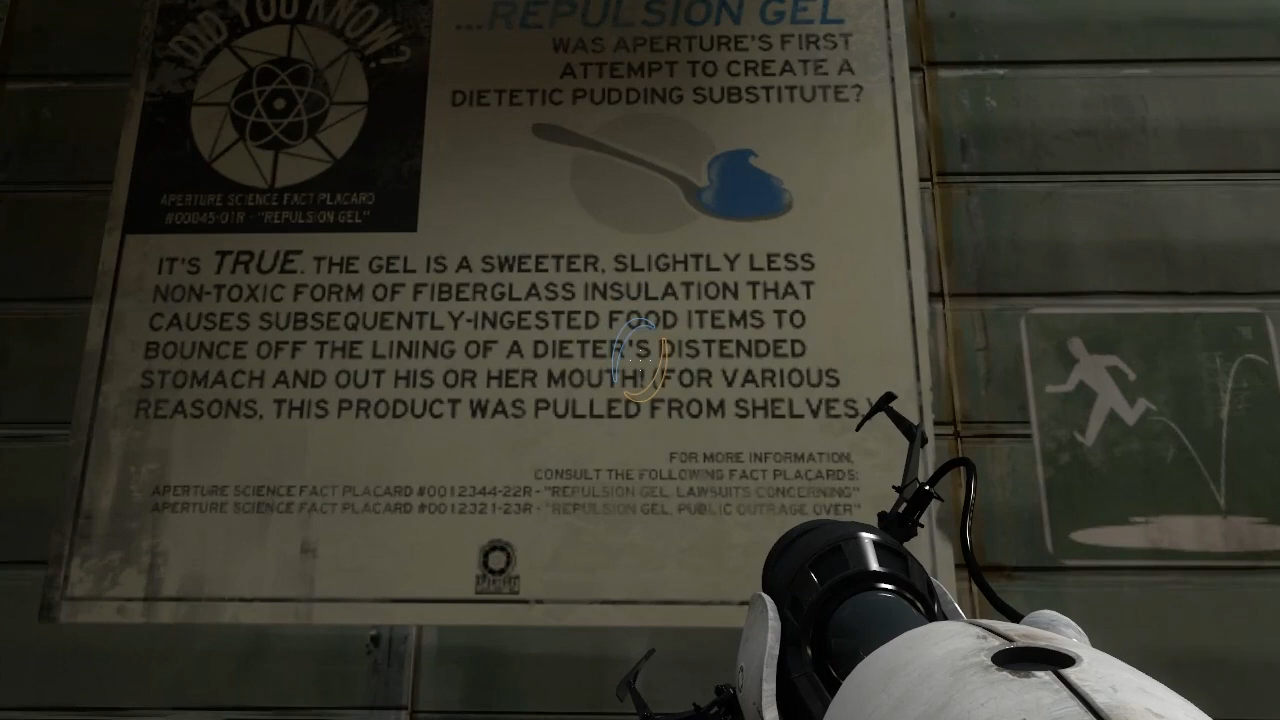 DID YOU KNOW?
APERTURE SCIENCE FACT PLACARD
#00045-01R - "REPULSION GEL"
...REPULSION GEL
WAS APERTURE'S FIRST
ATTEMPT TO CREATE A
DIETETIC PUDDING SUBSTITUTE?
IT'S TRUE. THE GEL IS A SWEETER, SLIGHTLY LESS
NON-TOXIC FORM OF FIBERGLASS INSULATION THAT
CAUSES SUBSEQUENTLY-INGESTED FOOD ITEMS TO
BOUNCE OFF THE LINING OF A DIETER'S DISTENDED
STOMACH AND OUT HIS OR HER MOUTH! (FOR VARIOUS
REASONS, THIS PRODUCT WAS PULLED FROM SHELVES.)
FOR MORE INFORMATION,
CONSULT THE FOLLOWING FACT PLACARDS:
APERTURE SCIENCE FACT PLACARD #0012344-22R - "REPULSION GEL, LAWSUITS CONCERNING"
APERTURE SCIENCE FACT PLACARD #0012321-23R - "REPULSION GEL, PUBLIC OUTRAGE OVER"
APERTURE